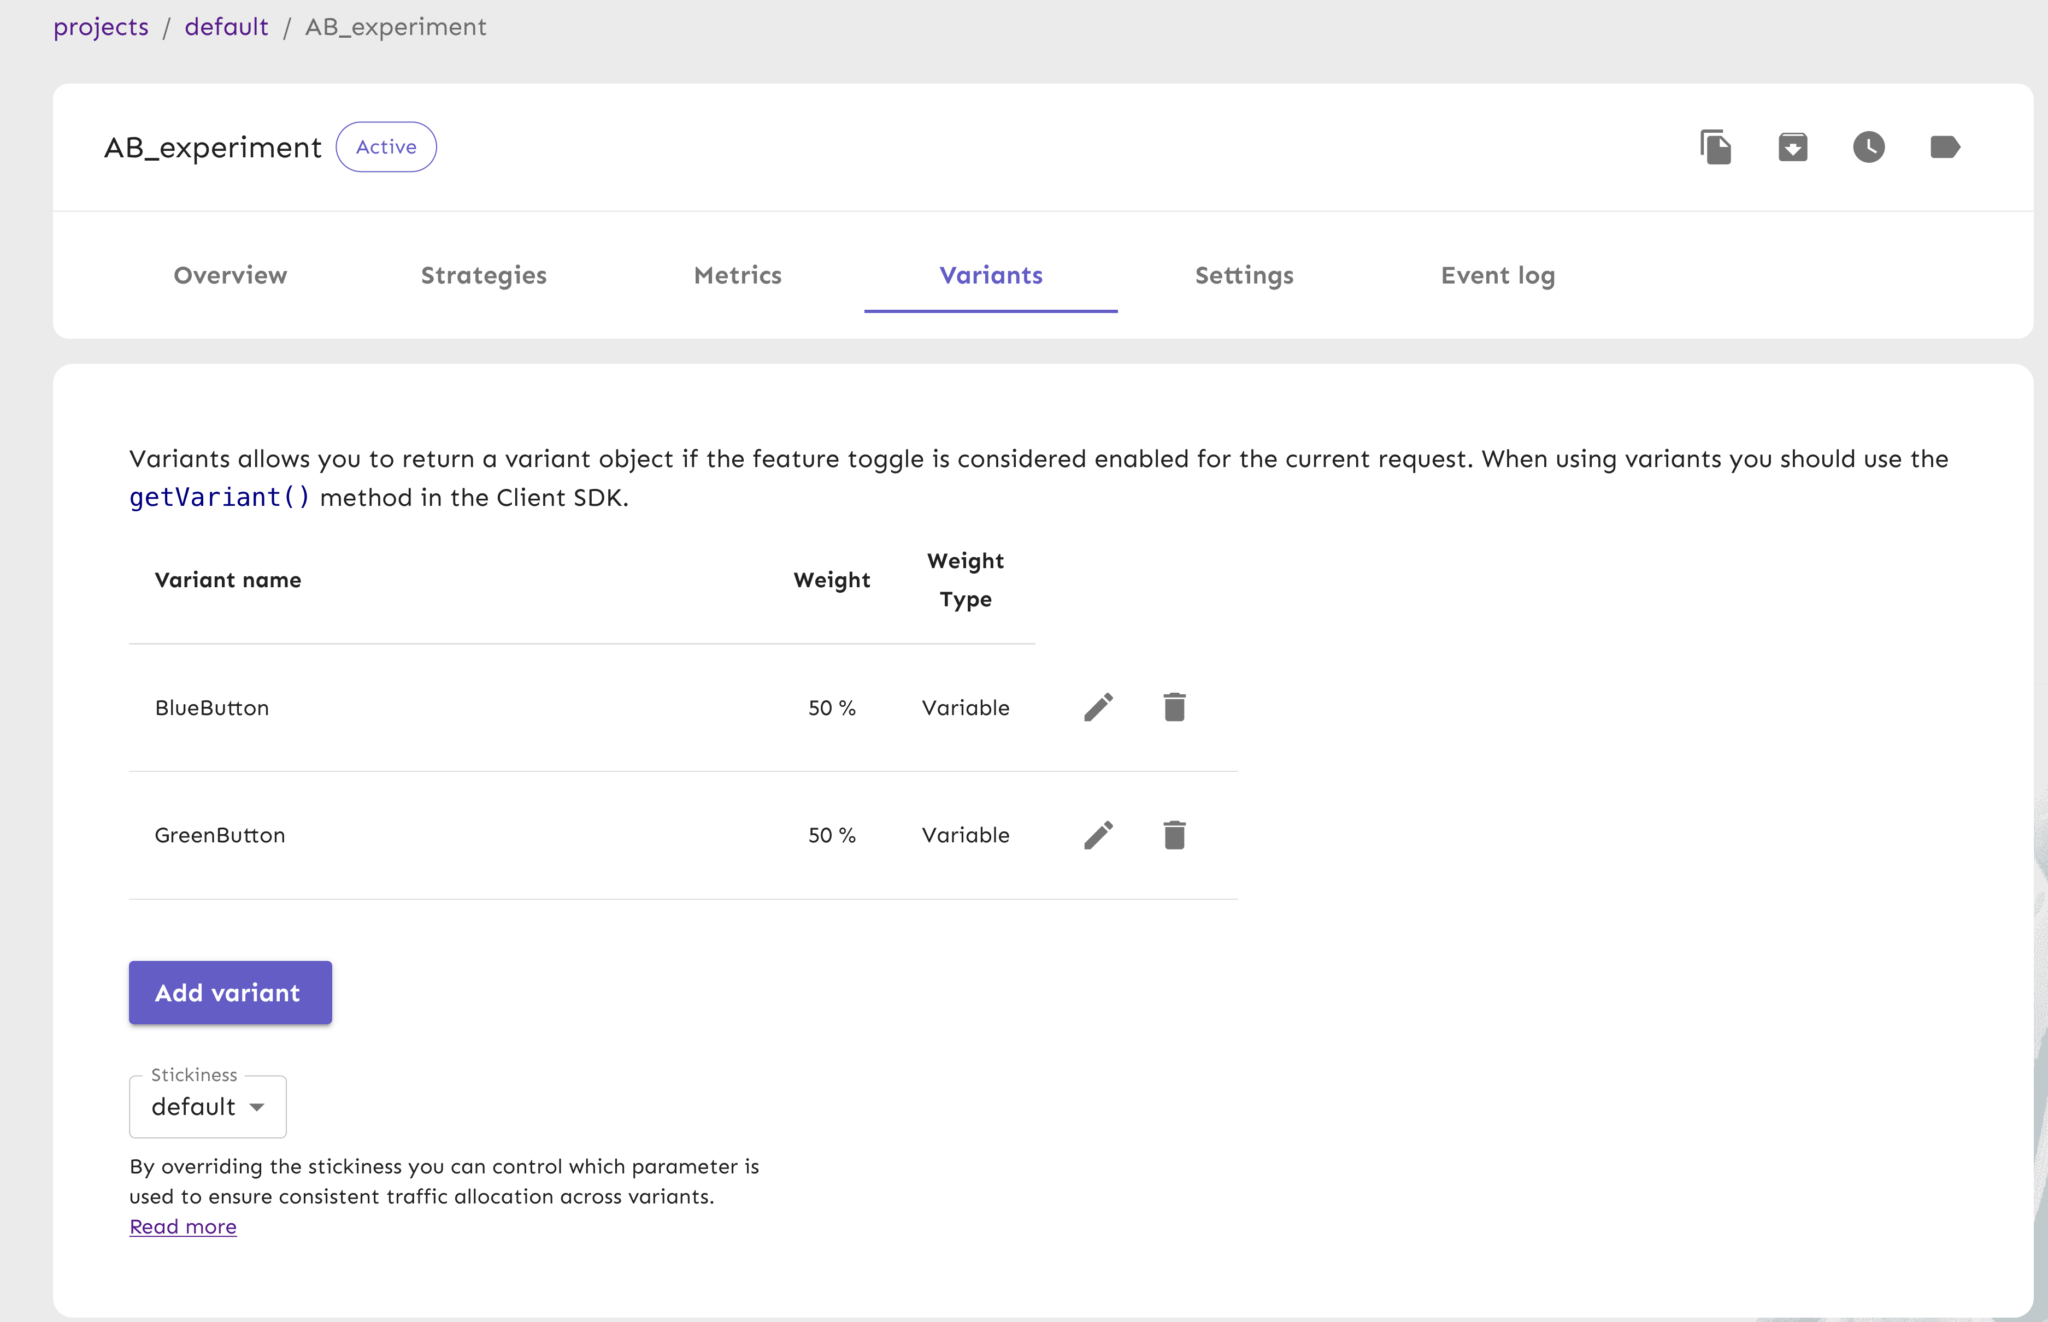 projects / default / AB_experiment
AB_experiment Active
Overview Strategies Metrics Variants Settings Event log
Variants allows you to return a variant object if the feature toggle is considered enabled for the current request. When using variants you should use the
getVariant() method in the Client SDK.
Variant name Weight Weight Type
BlueButton 50 % Variable
GreenButton 50 % Variable
Add variant
Stickiness
default
By overriding the stickiness you can control which parameter is
used to ensure consistent traffic allocation across variants.
Read more